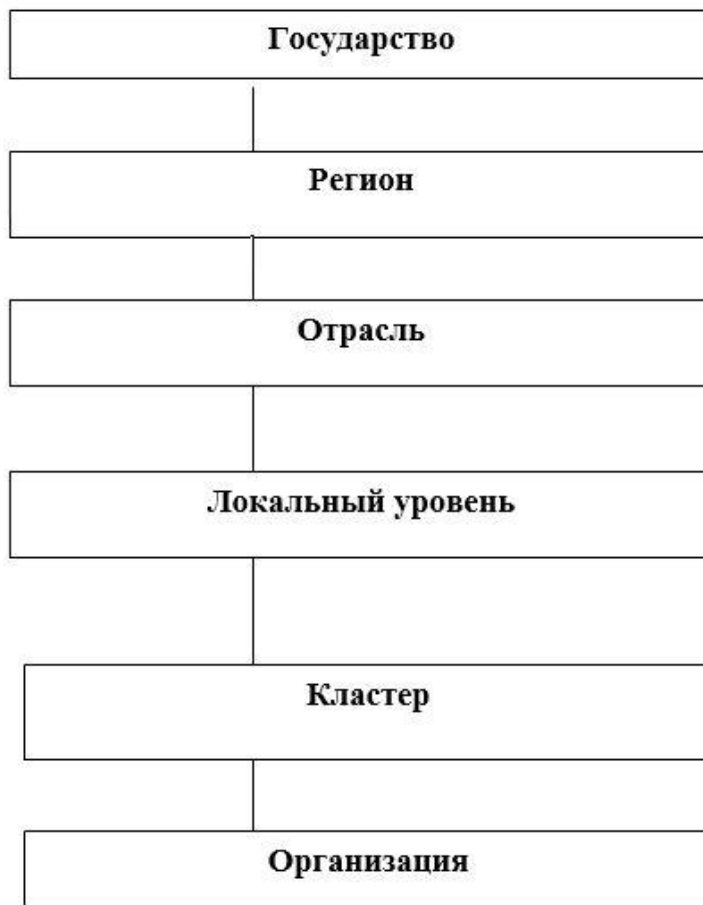 Государство
Регион
Отрасль
Локальный уровень
Кластер
Организация